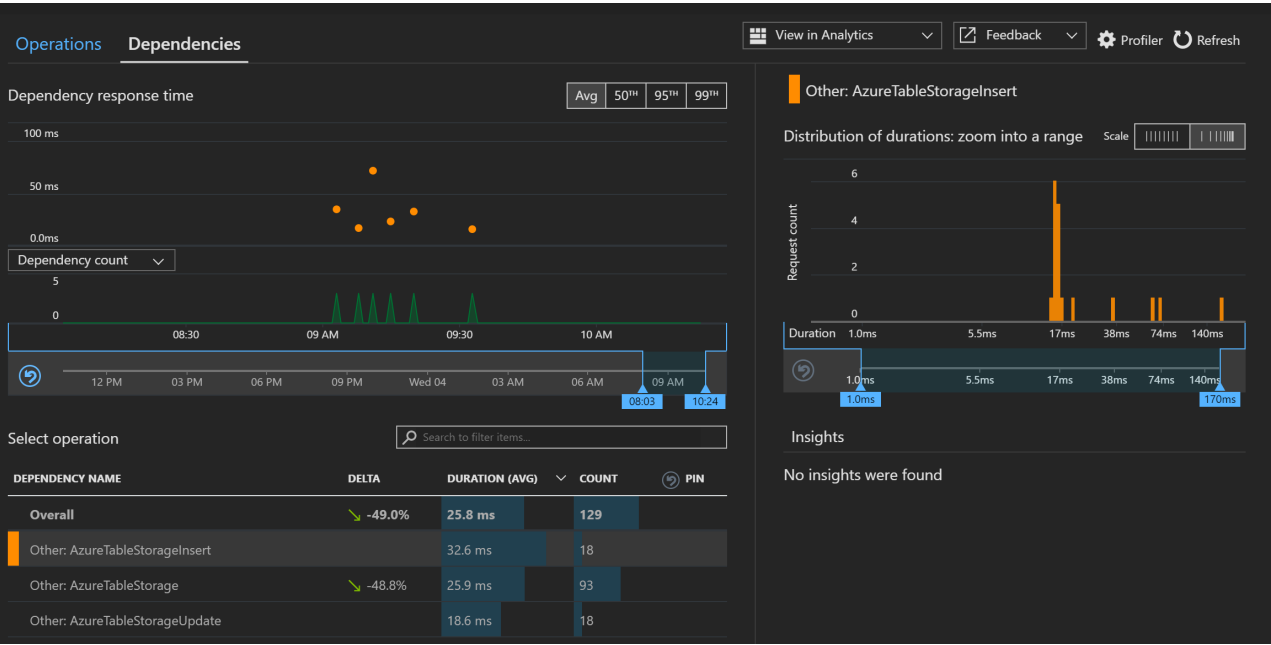 Operations Dependencies
View in Analytics Feedback Profiler Refresh
Dependency response time
Avg 50TH 95TH 99TH
100 ms
50 ms
0.0ms
Dependency count
5
0
08:30 09 AM 09:30 10 AM
12 PM 03 PM 06 PM 09 PM Wed 04 03 AM 06 AM 09 AM
08:03 10:24
Select operation
Search to filter items...
DEPENDENCY NAME DELTA DURATION (AVG) COUNT PIN
Overall -49.0% 25.8 ms 129
Other: AzureTableStorageInsert 32.6 ms 18
Other: AzureTableStorage -48.8% 25.9 ms 93
Other: AzureTableStorageUpdate 18.6 ms 18
Other: AzureTableStorageInsert
Distribution of durations: zoom into a range Scale
Request count
6
4
2
0
Duration 1.0ms 5.5ms 17ms 38ms 74ms 140ms
1.0ms 5.5ms 17ms 38ms 74ms 140ms
1.0ms 170ms
Insights
No insights were found